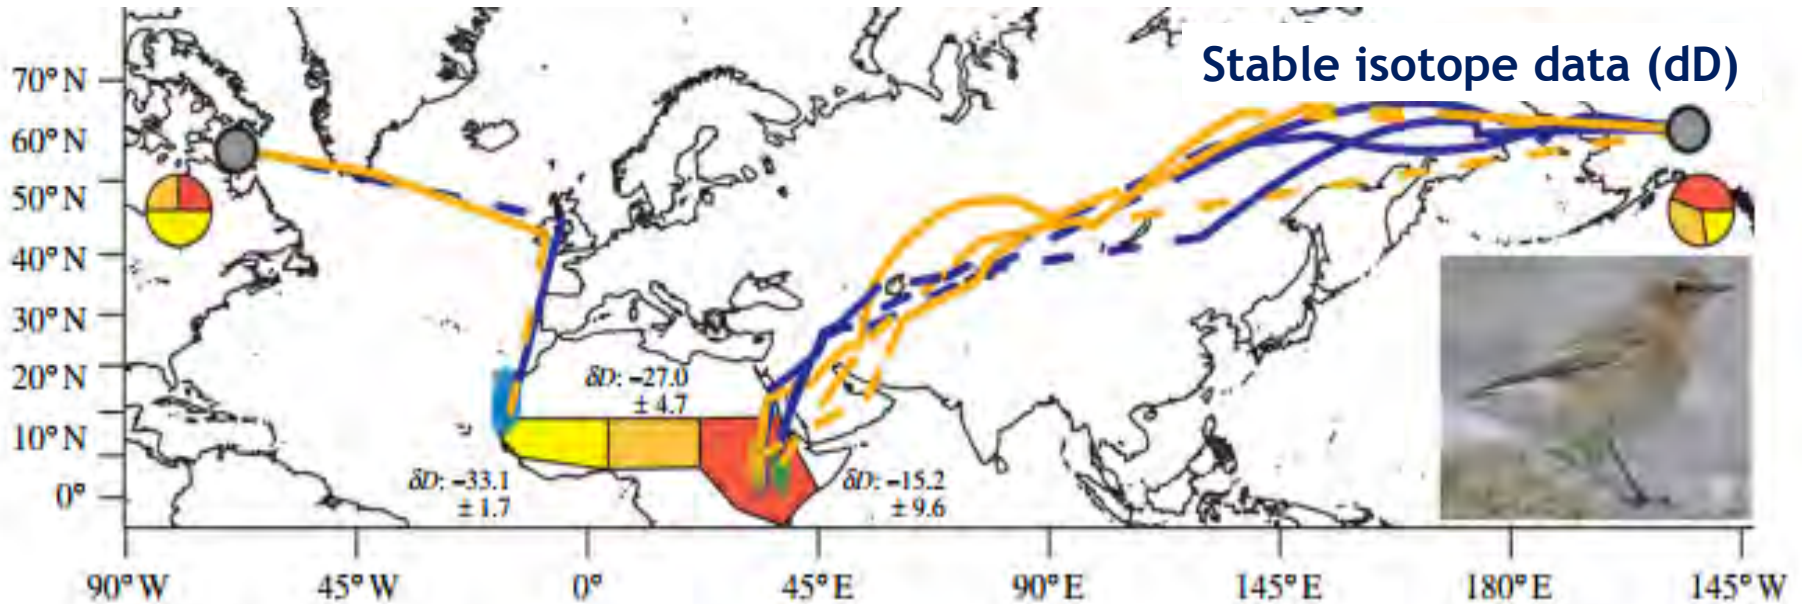 Stable isotope data (dD)
70° N
60° N
50° N
40° N
30° N
20° N
10° N
0°
δD: −27.0
± 4.7
δD: −33.1
± 1.7
δD: −15.2
± 9.6
90° W 45° W 0° 45° E 90° E 145° E 180° E 145° W